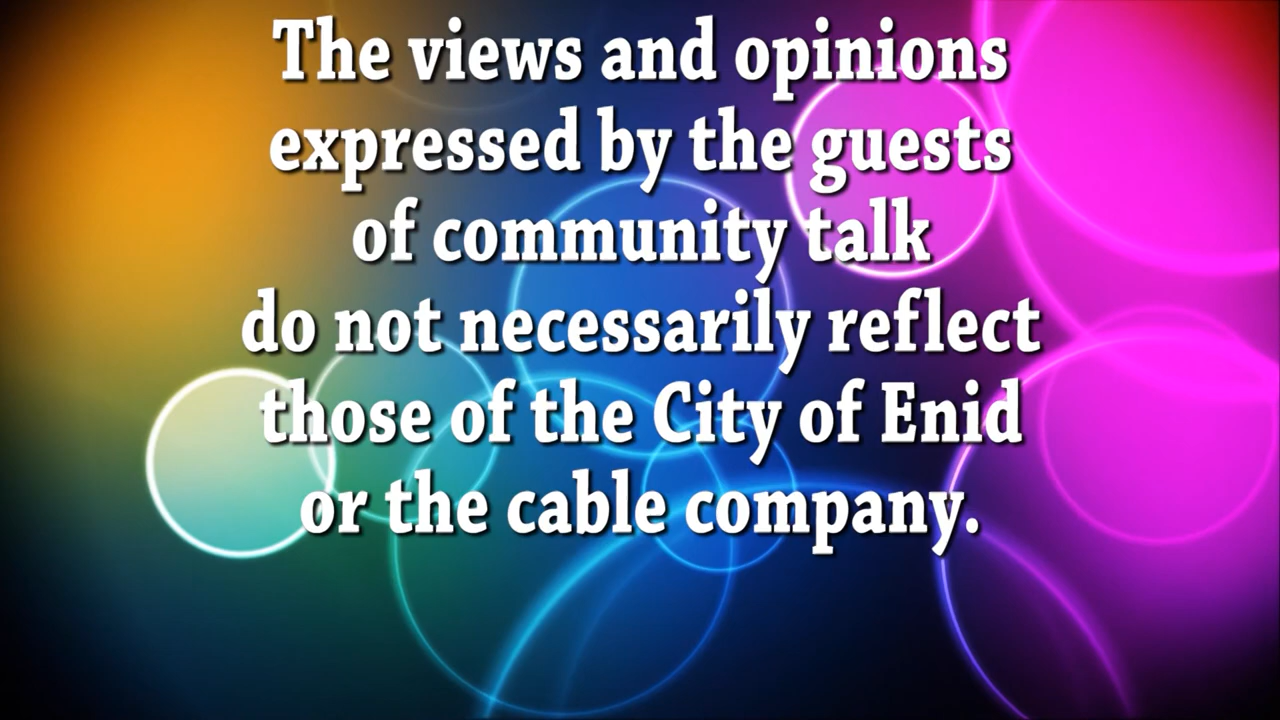 The views and opinions
expressed by the guests
of community talk
do not necessarily reflect
those of the City of Enid
or the cable company.